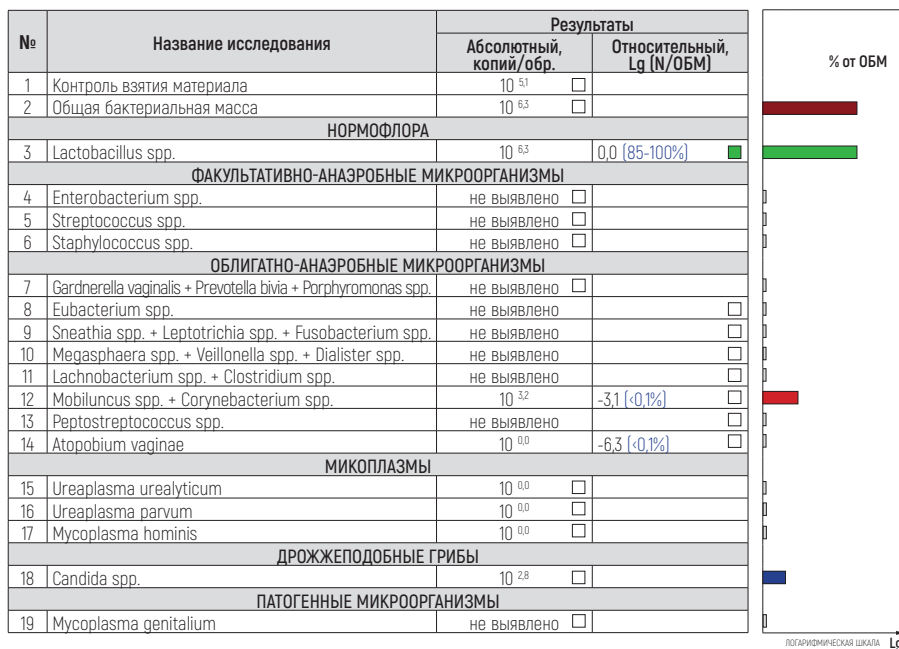 № Название исследования Результаты
Абсолютный, копий/обр. Относительный, Lg (N/ОБМ) % от ОБМ
1 Контроль взятия материала 10 5,1
2 Общая бактериальная масса 10 6,3
НОРМОФЛОРА
3 Lactobacillus spp. 10 6,3 0,0 (85-100%)
ФАКУЛЬТАТИВНО-АНАЭРОБНЫЕ МИКРООРГАНИЗМЫ
4 Enterobacterium spp. не выявлено
5 Streptococcus spp. не выявлено
6 Staphylococcus spp. не выявлено
ОБЛИГАТНО-АНАЭРОБНЫЕ МИКРООРГАНИЗМЫ
7 Gardnerella vaginalis + Prevotella bivia + Porphyromonas spp. не выявлено
8 Eubacterium spp. не выявлено
9 Sneathia spp. + Leptotrichia spp. + Fusobacterium spp. не выявлено
10 Megasphaera spp. + Veillonella spp. + Dialister spp. не выявлено
11 Lachnobacterium spp. + Clostridium spp. не выявлено
12 Mobiluncus spp. + Corynebacterium spp. 10 3,2 -3,1 (<0,1%)
13 Peptostreptococcus spp. не выявлено
14 Atopobium vaginae 10 0,0 -6,3 (<0,1%)
МИКОПЛАЗМЫ
15 Ureaplasma urealyticum 10 0,0
16 Ureaplasma parvum 10 0,0
17 Mycoplasma hominis 10 0,0
ДРОЖЖЕПОДОБНЫЕ ГРИБЫ
18 Candida spp. 10 2,8
ПАТОГЕННЫЕ МИКРООРГАНИЗМЫ
19 Mycoplasma genitalium не выявлено
ЛОГАРИФМИЧЕСКАЯ ШКАЛА Lg